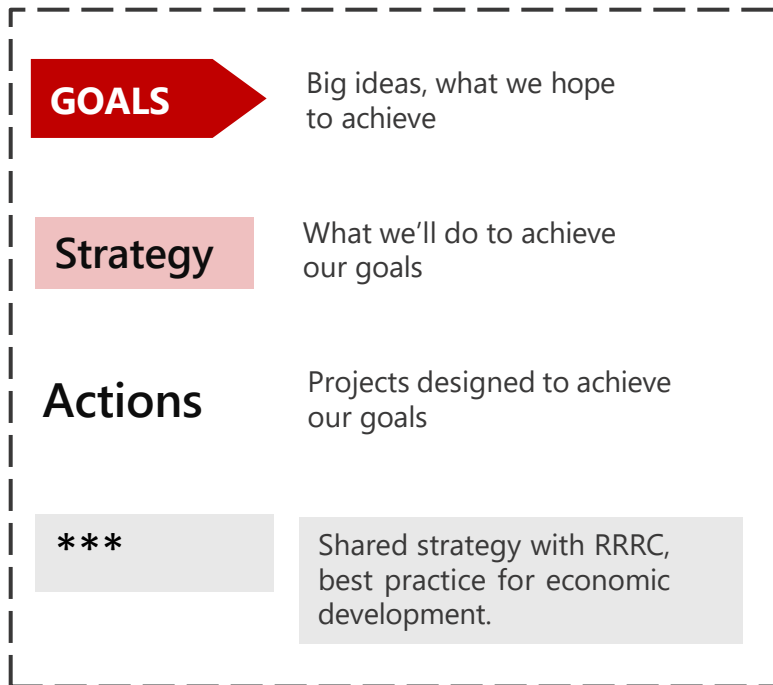 GOALS
Big ideas, what we hope
to achieve
Strategy
What we’ll do to achieve
our goals
Actions
Projects designed to achieve
our goals
***
Shared strategy with RRRC,
best practice for economic
development.